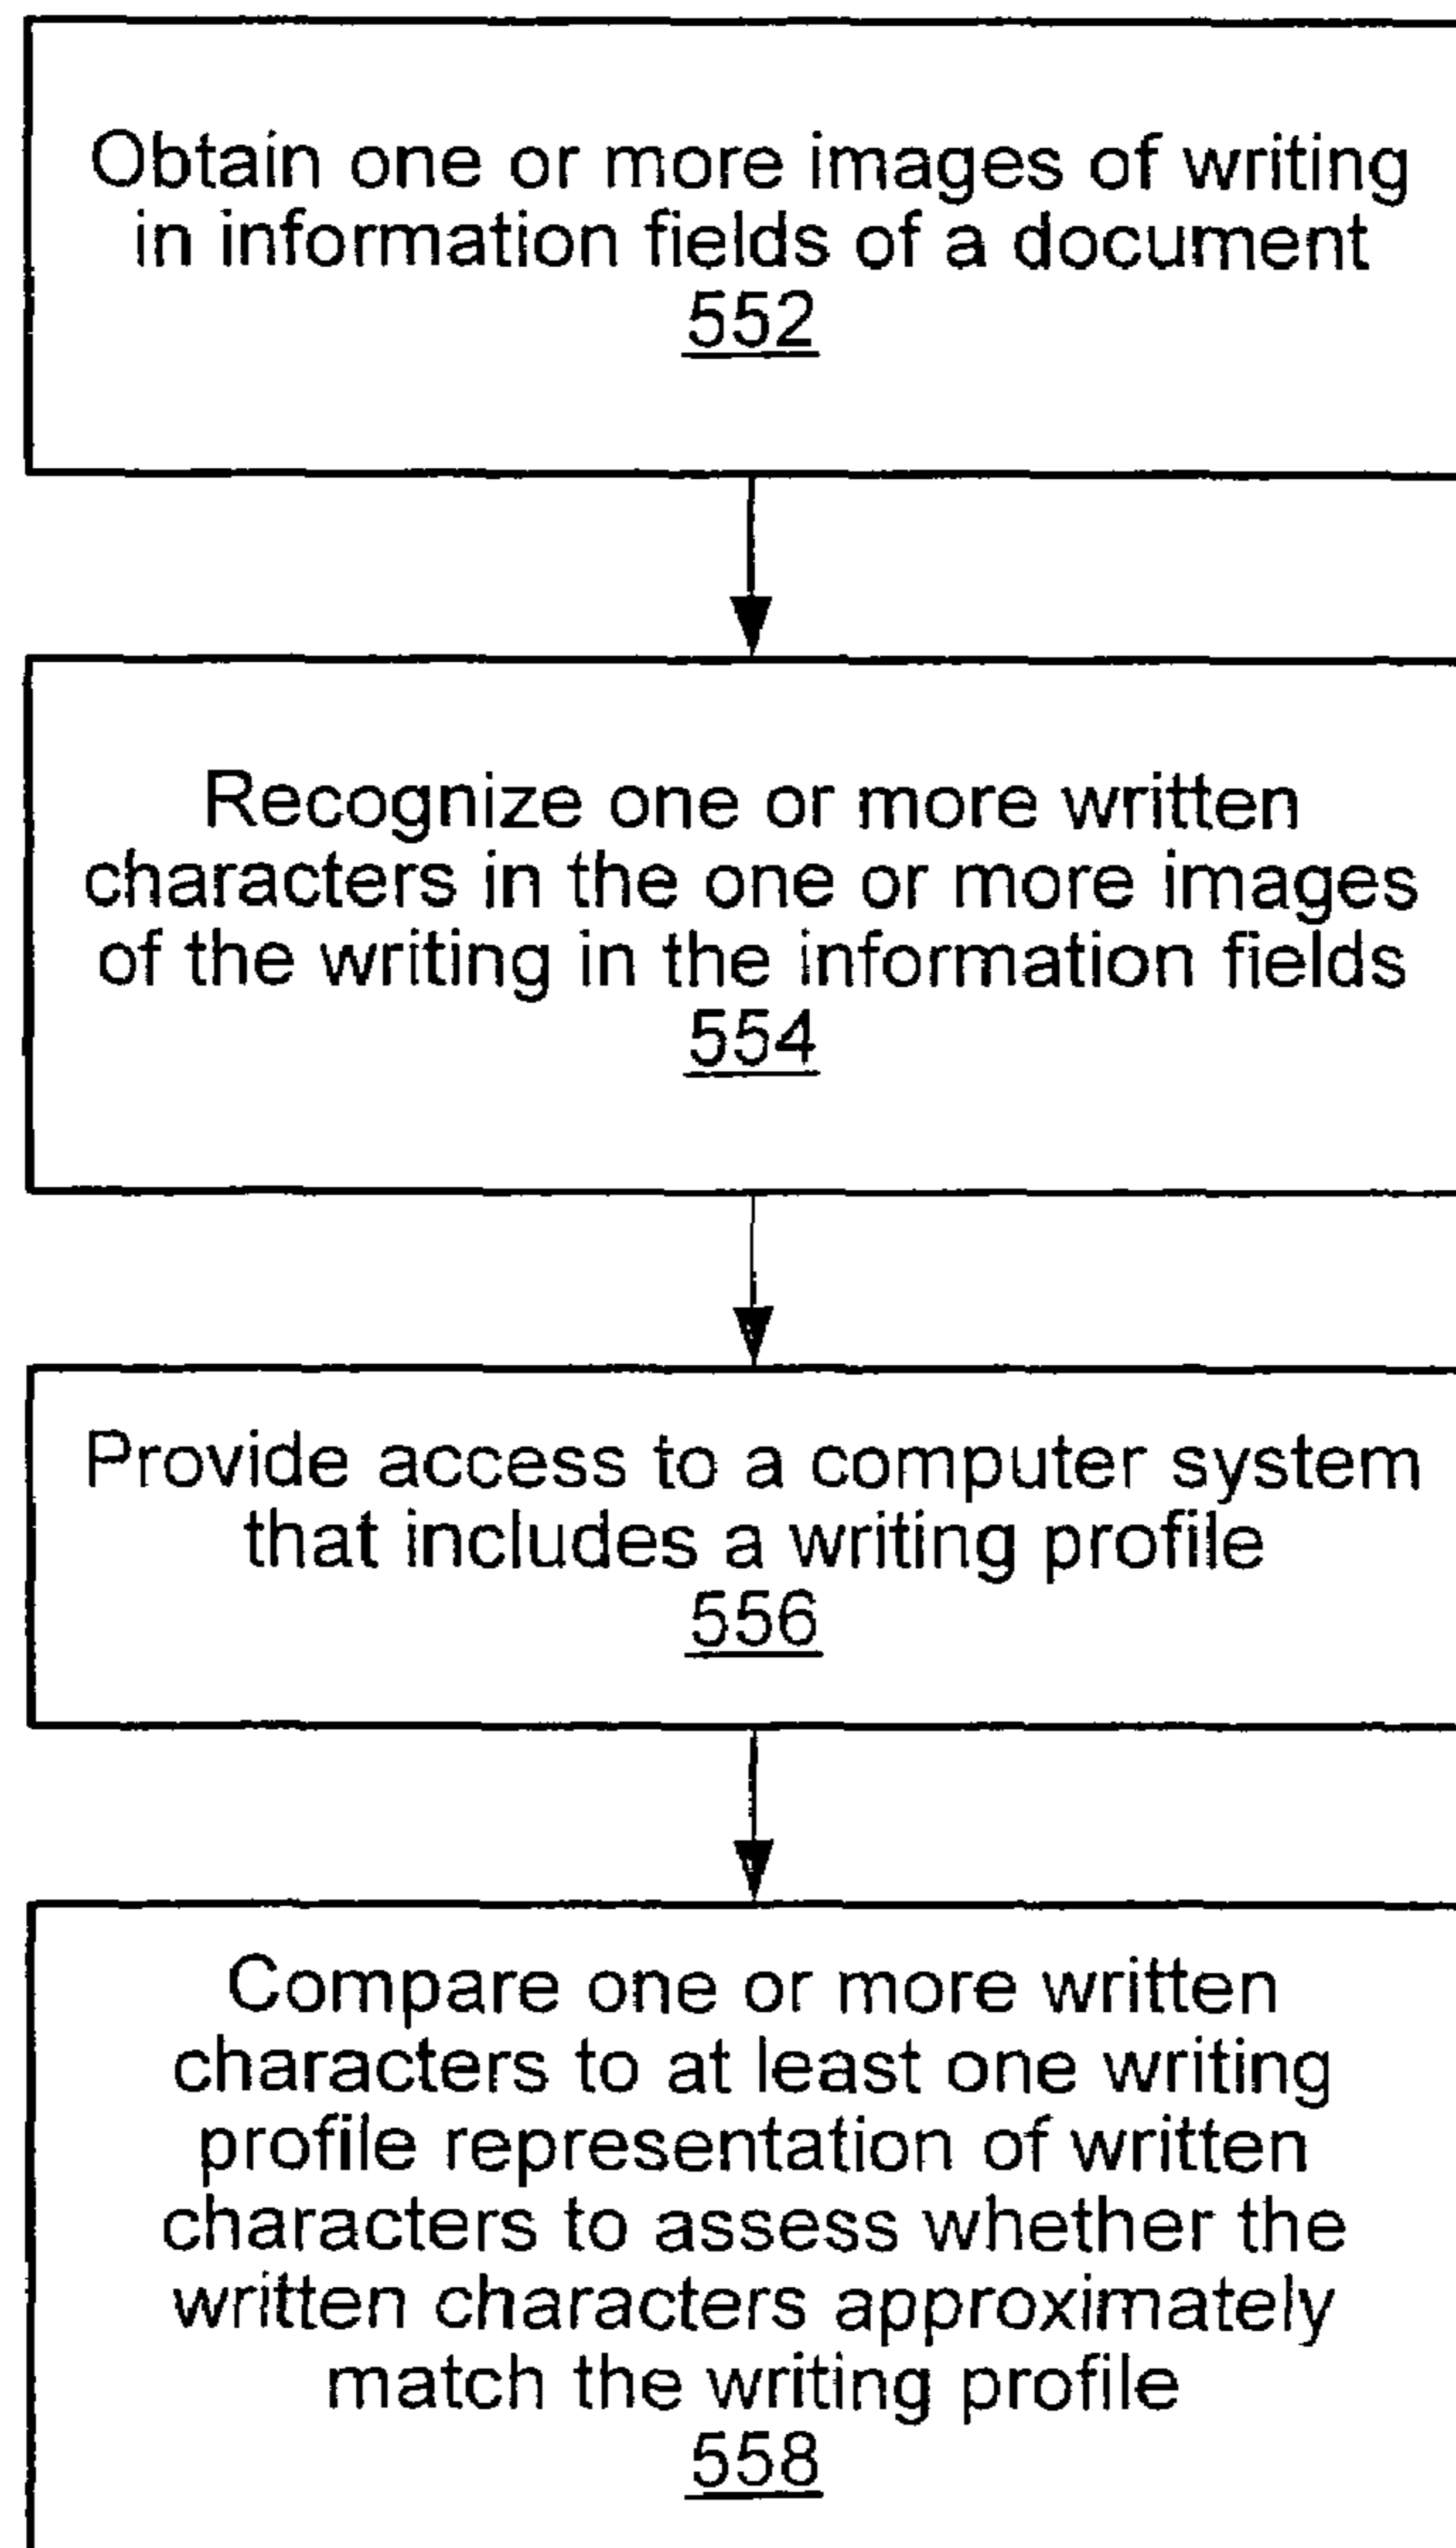 Obtain one or more images of writing
in information fields of a document
552
Recognize one or more written
characters in the one or more images
of the writing in the information fields
554
Provide access to a computer system
that includes a writing profile
556
Compare one or more written
characters to at least one writing
profile representation of written
characters to assess whether the
written characters approximately
match the writing profile
558